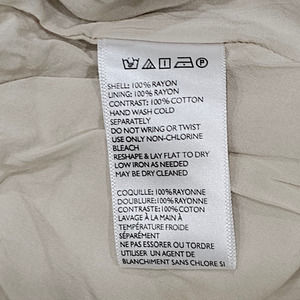 SHELL: 100% RAYON
LINING: 100% RAYON
CONTRAST: 100% COTTON
HAND WASH COLD
SEPARATELY
DO NOT WRING OR TWIST
USE ONLY NON-CHLORINE
BLEACH
RESHAPE & LAY FLAT TO DRY
LOW IRON AS NEEDED
MAY BE DRY CLEANED
COQUILLE: 100%RAYONNE
DOUBLURE:100%RAYONNE
CONTRASTE:100%COTON
LAVAGE À LA MAIN À
TEMPÉRATURE FROIDE
SÉPARÉMENT
NE PAS ESSORER OU TORDRE
UTILISER UN AGENT DE
BLANCHIMENT SANS CHLORE SI